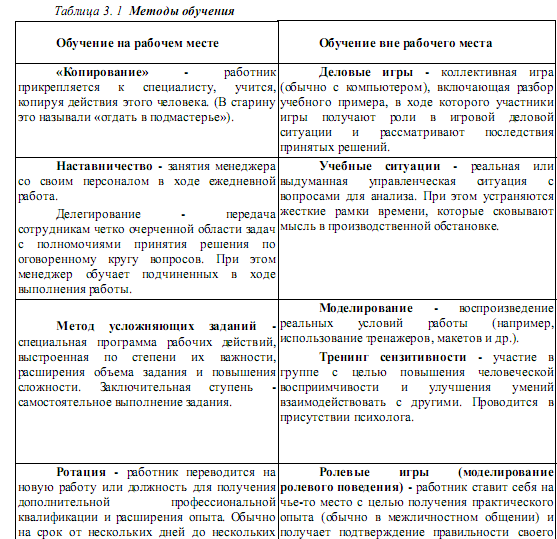 Таблица 3. 1 Методы обучения
Обучение на рабочем месте
Обучение вне рабочего места
«Копирование» - работник
прикрепляется к специалисту, учится,
копируя действия этого человека. (В старину
это называли «отдать в подмастерье»).
Деловые игры - коллективная игра
(обычно с компьютером), включающая разбор
учебного примера, в ходе которого участники
игры получают роли в игровой деловой
ситуации и рассматривают последствия
принятых решений.
Наставничество - занятия менеджера
со своим персоналом в ходе ежедневной
работа.
Делегирование - передача
сотрудникам четко очерченной области задач
с полномочиями принятия решения по
оговоренному кругу вопросов. При этом
менеджер обучает подчиненных в ходе
выполнения работы.
Учебные ситуации - реальная или
выдуманная управленческая ситуация с
вопросами для анализа. При этом устраняются
жесткие рамки времени, которые сковывают
мысль в производственной обстановке.
Метод усложняющих заданий -
специальная программа рабочих действий,
выстроенная по степени их важности,
расширения объема задания и повышения
сложности. Заключительная ступень -
самостоятельное выполнение задания.
Моделирование - воспроизведение
реальных условий работы (например,
использование тренажеров, макетов и др.).
Тренинг сензитивности - участие в
группе с целью повышения человеческой
восприимчивости и улучшения умений
взаимодействовать с другими. Проводится в
присутствии психолога.
Ротация - работник переводится на
новую работу или должность для получения
дополнительной профессиональной
квалификации и расширения опыта. Обычно
на срок от нескольких дней до нескольких
Ролевые игры (моделирование
ролевого поведения) - работник ставит себя на
чье-то место с целью получения практического
опыта (обычно в межличностном общении) и
получает подтверждение правильности своего